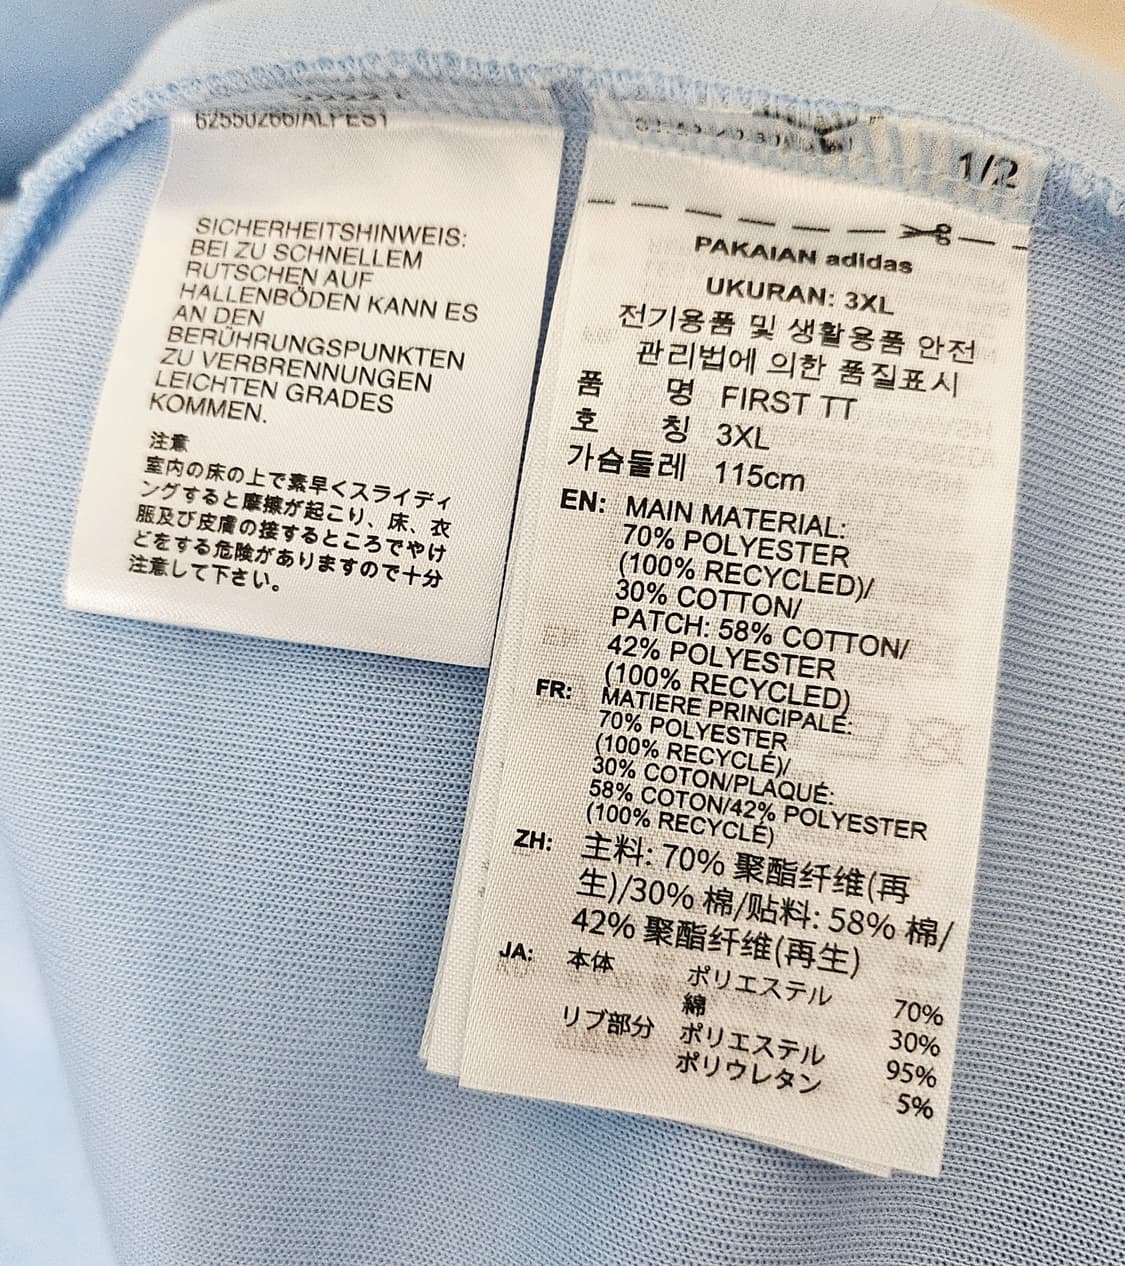 62550266/ALFES1
SICHERHEITSHINWEIS:
BEI ZU SCHNELLEM
RUTSCHEN AUF
HALLENBÖDEN KANN ES
AN DEN
BERÜHRUNGSPUNKTEN
ZU VERBRENNUNGEN
LEICHTEN GRADES
KOMMEN.
注意
室内の床の上で素早くスライディ
ングすると摩擦が起こり、床、衣
服及び皮膚の接するところでやけ
どをする危険がありますので十分
注意して下さい。
1/2
PAKAIAN adidas
UKURAN: 3XL
전기용품 및 생활용품 안전
관리법에 의한 품질표시
품 명 FIRST TT
호 칭 3XL
가슴둘레 115cm
EN: MAIN MATERIAL:
70% POLYESTER
(100% RECYCLED)/
30% COTTON/
PATCH: 58% COTTON/
42% POLYESTER
(100% RECYCLED)
FR: MATIERE PRINCIPALE:
70% POLYESTER
(100% RECYCLÉ)/
30% COTON/PLAQUÉ:
58% COTON/42% POLYESTER
(100% RECYCLÉ)
ZH: 主料: 70% 聚酯纤维(再
生)/30% 棉/贴料: 58% 棉/
42% 聚酯纤维(再生)
JA: 本体 ポリエステル 70%
綿 30%
リブ部分 ポリエステル 95%
ポリウレタン 5%